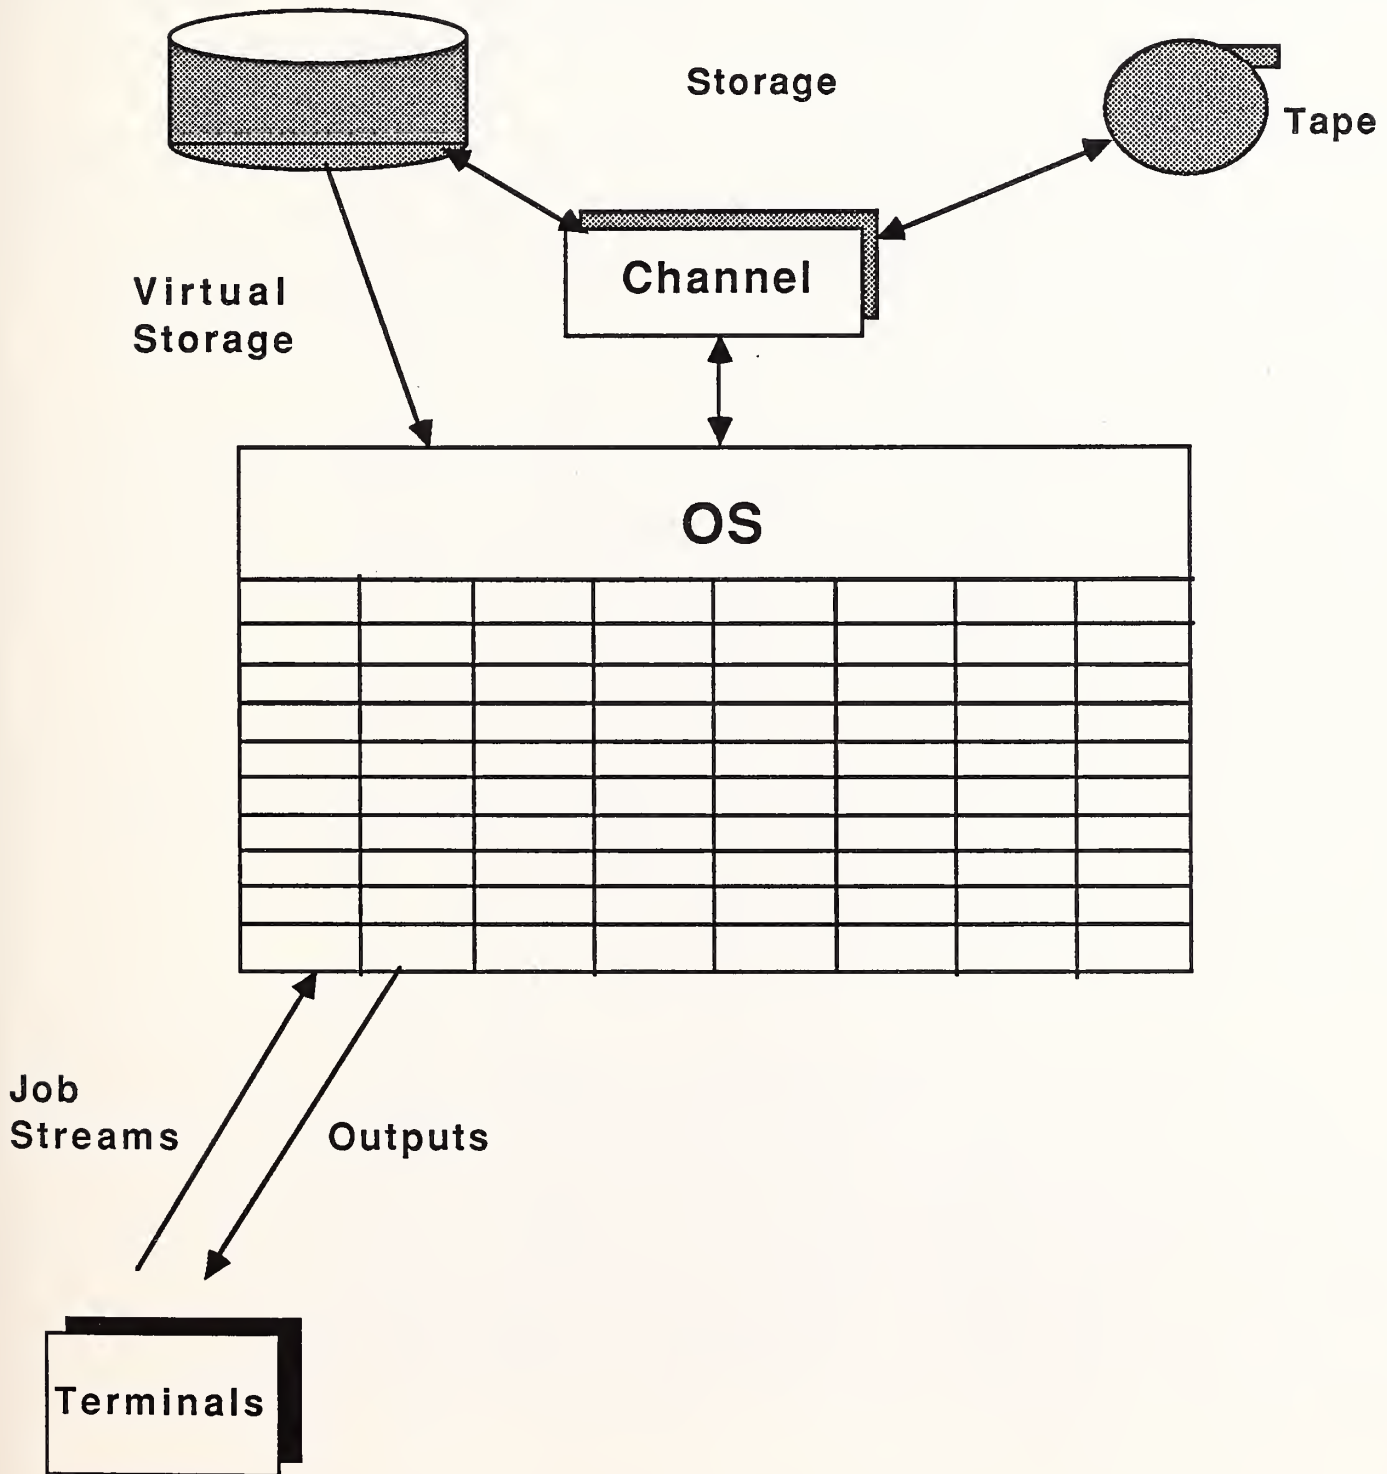 Storage
Tape
Channel
Virtual
Storage
OS
Job
Streams
Outputs
Terminals